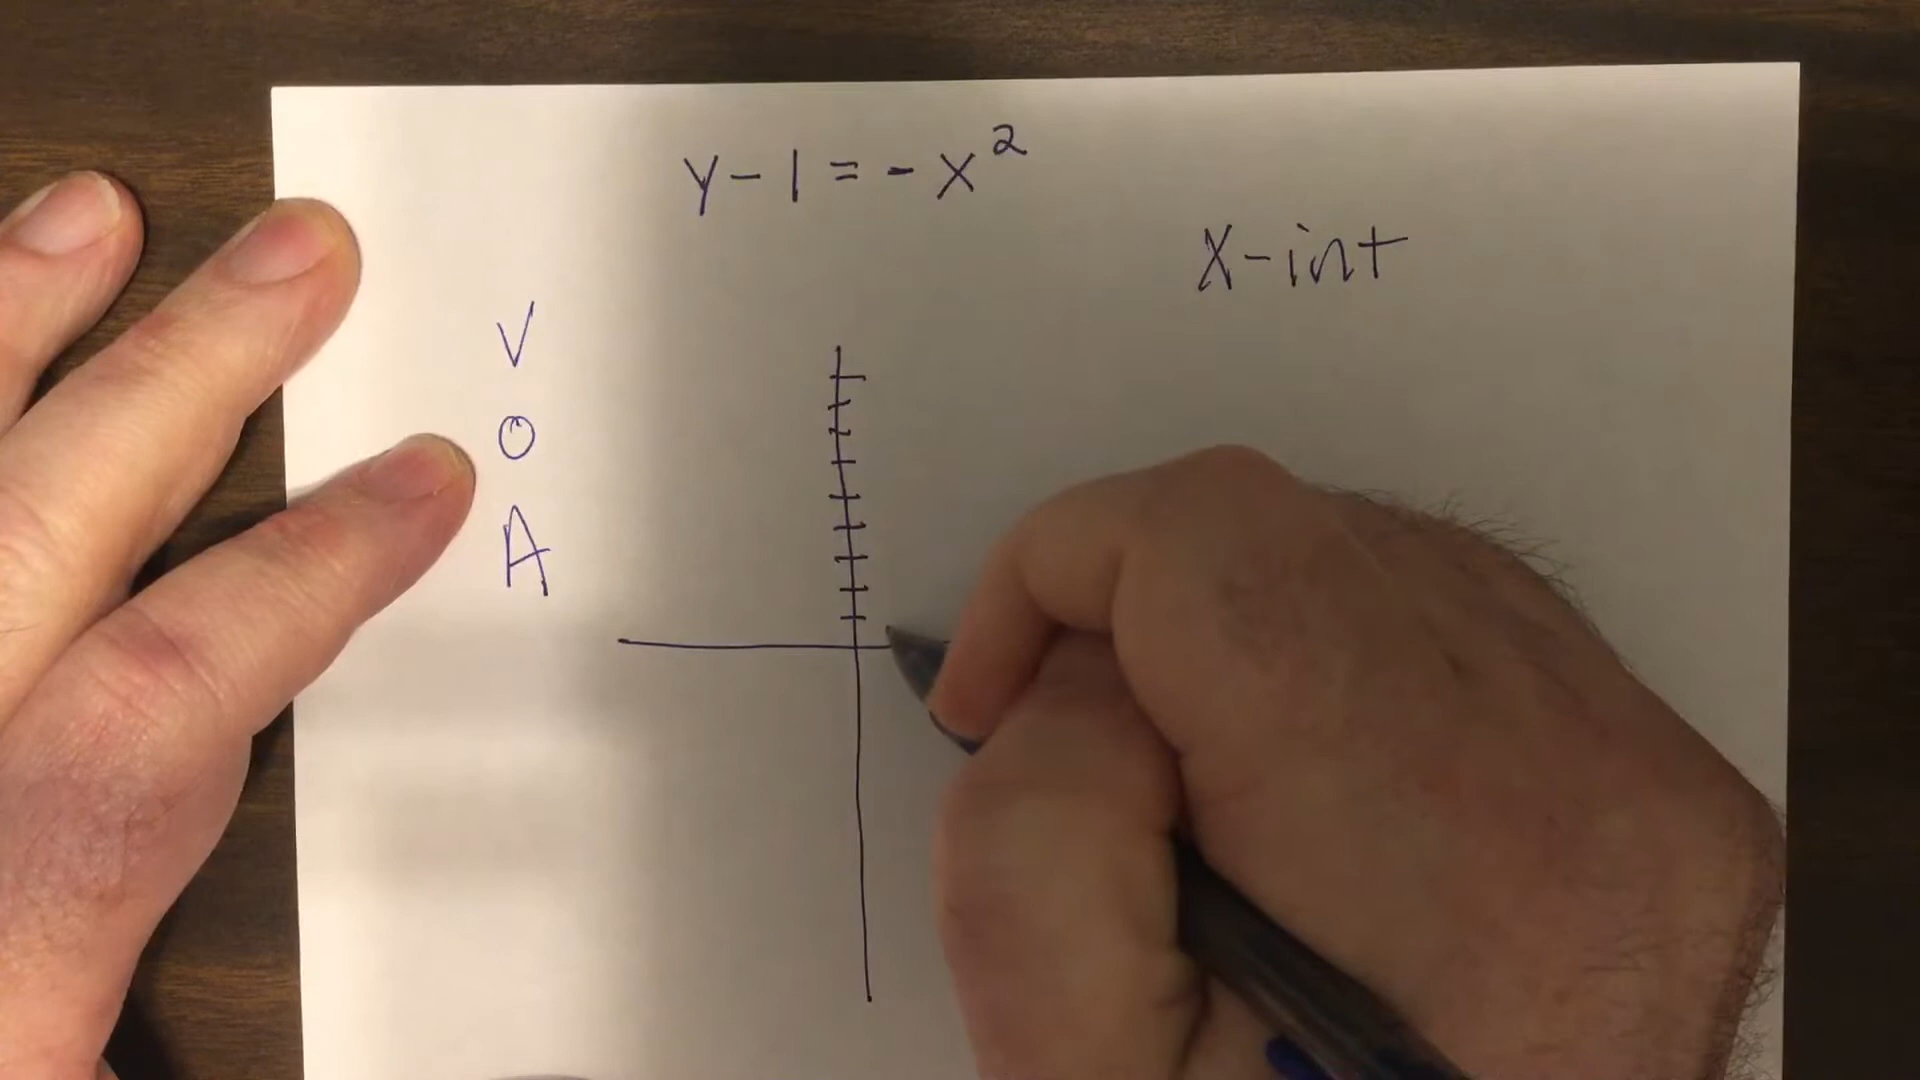 y-1=-x²
X-int
V
O
A